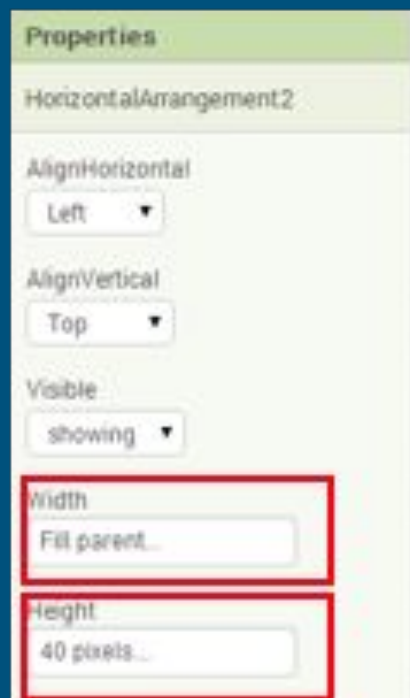 Properties
HorizontalArrangement2
AlignHorizontal
Left
AlignVertical
Top
Visible
showing
Width
Fill parent...
Height
40 pixels...